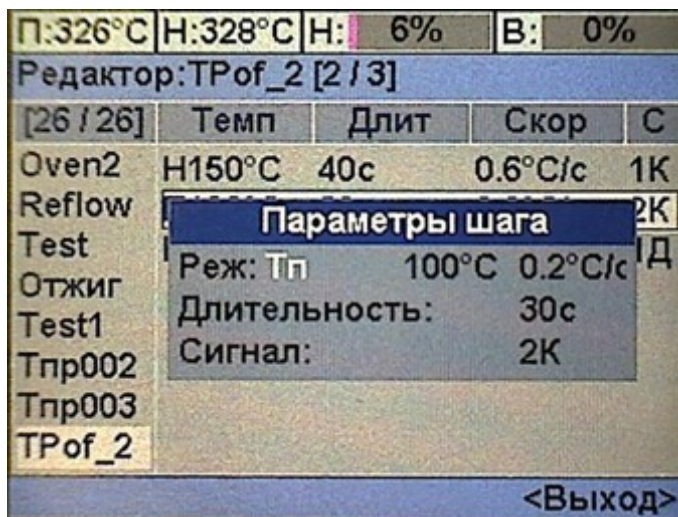 П:326°C Н:328°C Н: 6% В: 0%
Редактор:TPof_2 [2 / 3]
[26 / 26] Темп Длит Скор С
Oven2 Н150°C 40с 0.6°C/с 1К
Reflow 2К
Параметры шага
Test Д
Реж: Тп 100°C 0.2°C/с
Отжиг
Длительность: 30с
Test1
Сигнал: 2К
Тпр002
Тпр003
TPof_2
<Выход>